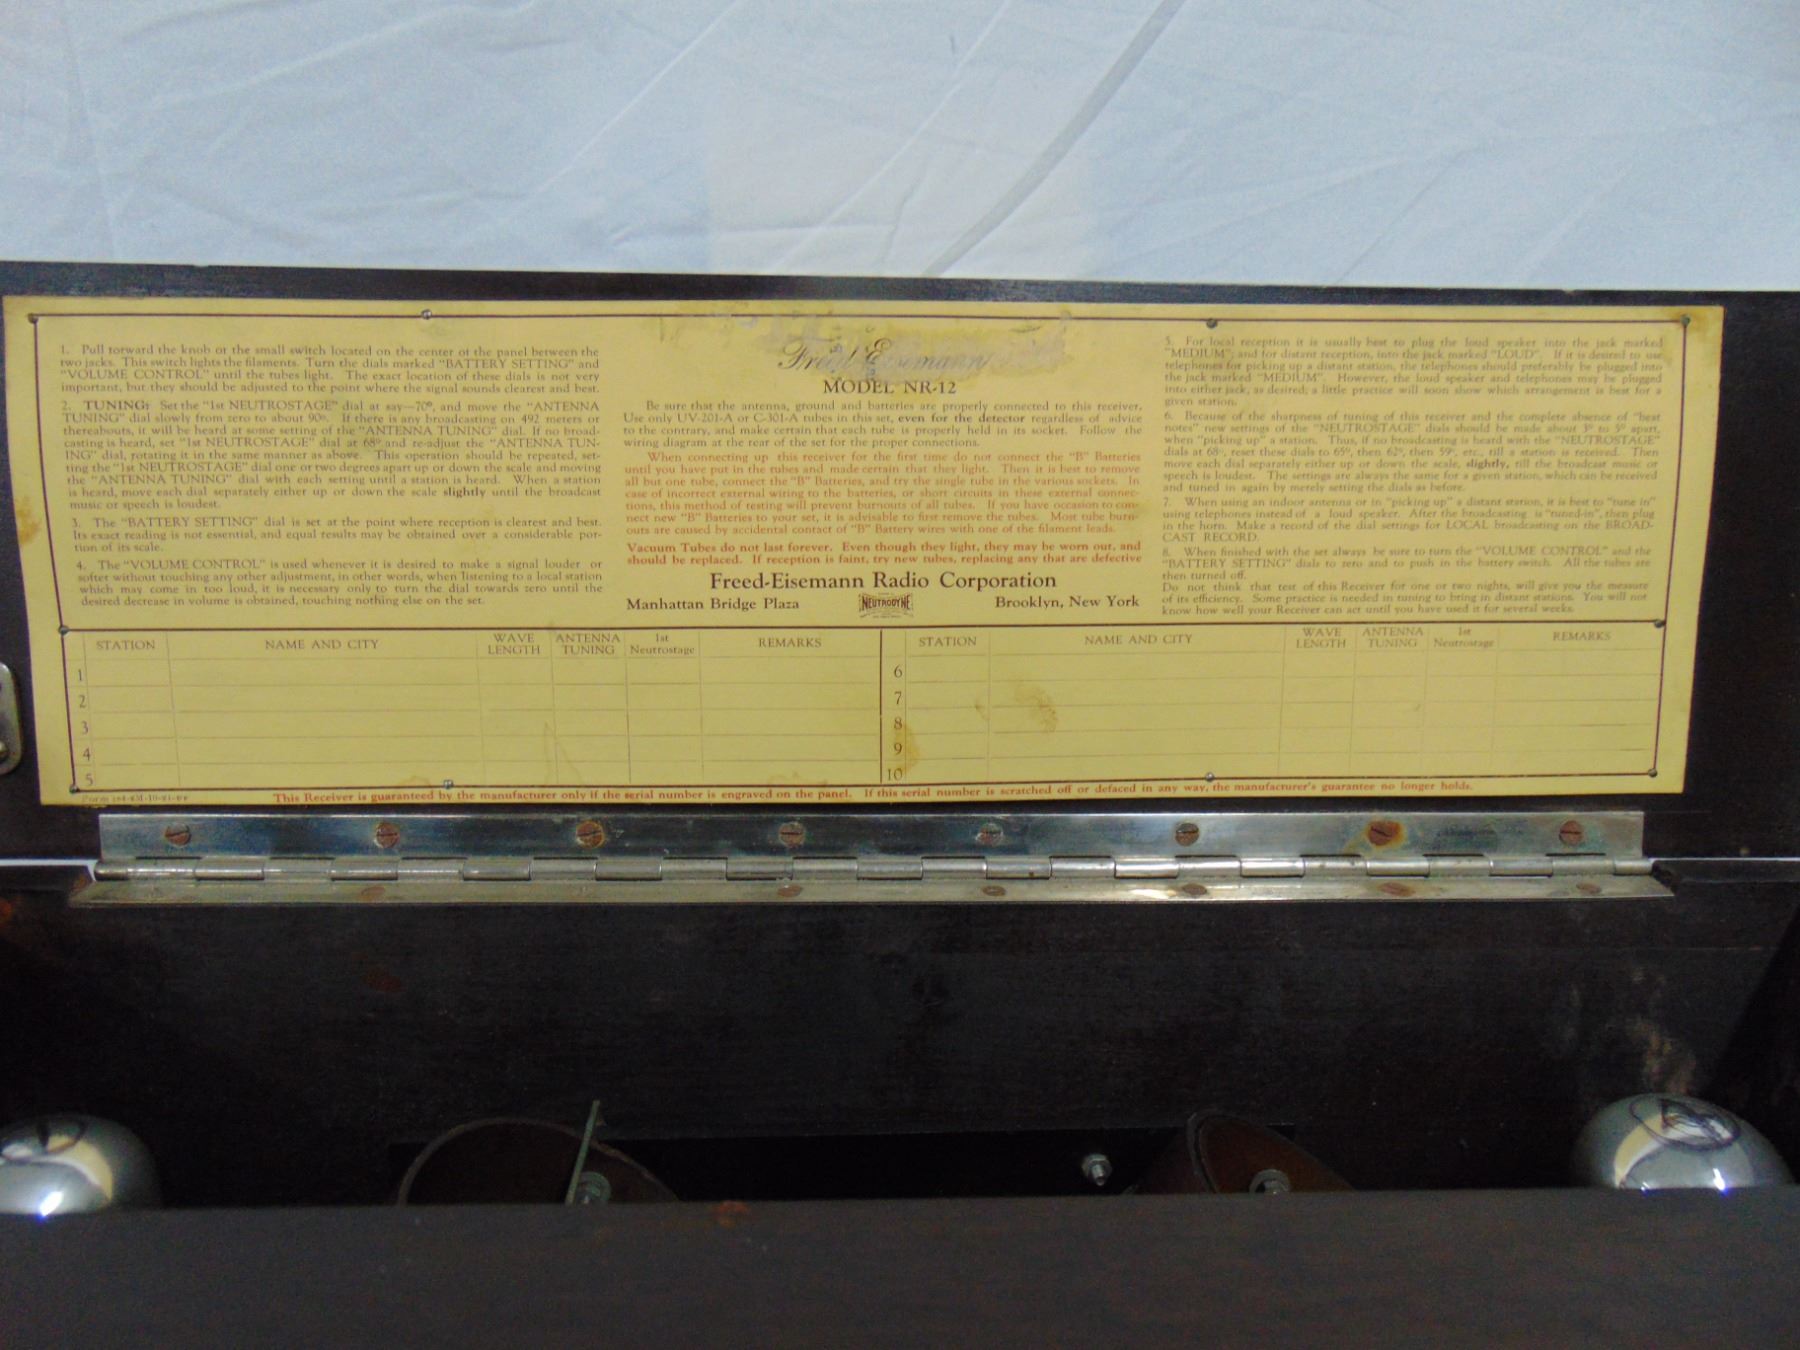 1. Pull forward the knob of the small switch located on the center of the panel between the
two jacks. This switch lights the filaments. Turn the dials marked "BATTERY SETTING" and
"VOLUME CONTROL" until the tubes light. The exact location of these dials is not very
important, but they should be adjusted to the point where the signal sounds clearest and best.
2. TUNING: Set the "1st NEUTROSTAGE" dial at say—70°, and move the "ANTENNA
TUNING" dial slowly from zero to about 90°. If there is any broadcasting on 492 meters or
thereabouts, it will be heard at some setting of the "ANTENNA TUNING" dial. If no broad-
casting is heard, set "1st NEUTROSTAGE" dial at 68° and re-adjust the "ANTENNA TUN-
ING" dial, rotating it in the same manner as above. This operation should be repeated, set-
ting the "1st NEUTROSTAGE" dial one or two degrees apart up or down the scale and moving
the "ANTENNA TUNING" dial with each setting until a station is heard. When a station
is heard, move each dial separately either up or down the scale slightly until the broadcast
music or speech is loudest.
3. The "BATTERY SETTING" dial is set at the point where reception is clearest and best.
Its exact reading is not essential, and equal results may be obtained over a considerable por-
tion of its scale.
4. The "VOLUME CONTROL" is used whenever it is desired to make a signal louder or
softer without touching any other adjustment, in other words, when listening to a local station
which may come in too loud, it is necessary only to turn the dial towards zero until the
desired decrease in volume is obtained, touching nothing else on the set.
Freed-Eisemann
MODEL NR-12
Be sure that the antenna, ground and batteries are properly connected to this receiver.
Use only UV-201-A or C-301-A tubes in this set, even for the detector regardless of advice
to the contrary, and make certain that each tube is properly held in its socket. Follow the
wiring diagram at the rear of the set for the proper connections.
When connecting up this receiver for the first time do not connect the "B" Batteries
until you have put in the tubes and made certain that they light. Then it is best to remove
all but one tube, connect the "B" Batteries, and try the single tube in the various sockets. In
case of incorrect external wiring to the batteries, or short circuits in these external connec-
tions, this method of testing will prevent burnouts of all tubes. If you have occasion to con-
nect new "B" Batteries to your set, it is advisable to first remove the tubes. Most tube burn-
outs are caused by accidental contact of "B" Battery wires with one of the filament leads.
Vacuum Tubes do not last forever. Even though they light, they may be worn out, and
should be replaced. If reception is faint, try new tubes, replacing any that are defective
Freed-Eisemann Radio Corporation
Manhattan Bridge Plaza NEUTRODYNE Brooklyn, New York
5. For local reception it is usually best to plug the loud speaker into the jack marked
"MEDIUM", and for distant reception, into the jack marked "LOUD". If it is desired to use
telephones for picking up a distant station, the telephones should preferably be plugged into
the jack marked "MEDIUM". However, the loud speaker and telephones may be plugged
into either jack, as desired; a little practice will soon show which arrangement is best for a
given station.
6. Because of the sharpness of tuning of this receiver and the complete absence of "beat
notes" new settings of the "NEUTROSTAGE" dials should be made about 3° to 5° apart,
when "picking up" a station. Thus, if no broadcasting is heard with the "NEUTROSTAGE"
dials at 68°, reset these dials to 65°, then 62°, then 59°, etc., till a station is received. Then
move each dial separately either up or down the scale, slightly, till the broadcast music or
speech is loudest. The settings are always the same for a given station, which can be received
and tuned in again by merely setting the dials as before.
7. When using an indoor antenna or in "picking up" a distant station, it is best to "tune in"
using telephones instead of a loud speaker. After the broadcasting is "tuned-in", then plug
in the horn. Make a record of the dial settings for LOCAL broadcasting on the BROAD-
CAST RECORD.
8. When finished with the set always be sure to turn the "VOLUME CONTROL" and the
"BATTERY SETTING" dials to zero and to push in the battery switch. All the tubes are
then turned off.
Do not think that test of this Receiver for one or two nights, will give you the measure
of its efficiency. Some practice is needed in tuning to bring in distant stations. You will not
know how well your Receiver can act until you have used it for several weeks.
STATION NAME AND CITY WAVE LENGTH ANTENNA TUNING 1st Neutrostage REMARKS
1
2
3
4
5
STATION NAME AND CITY WAVE LENGTH ANTENNA TUNING 1st Neutrostage REMARKS
6
7
8
9
10
Form
This Receiver is guaranteed by the manufacturer only if the serial number is engraved on the panel. If this serial number is scratched off or defaced in any way, the manufacturer's guarantee no longer holds.